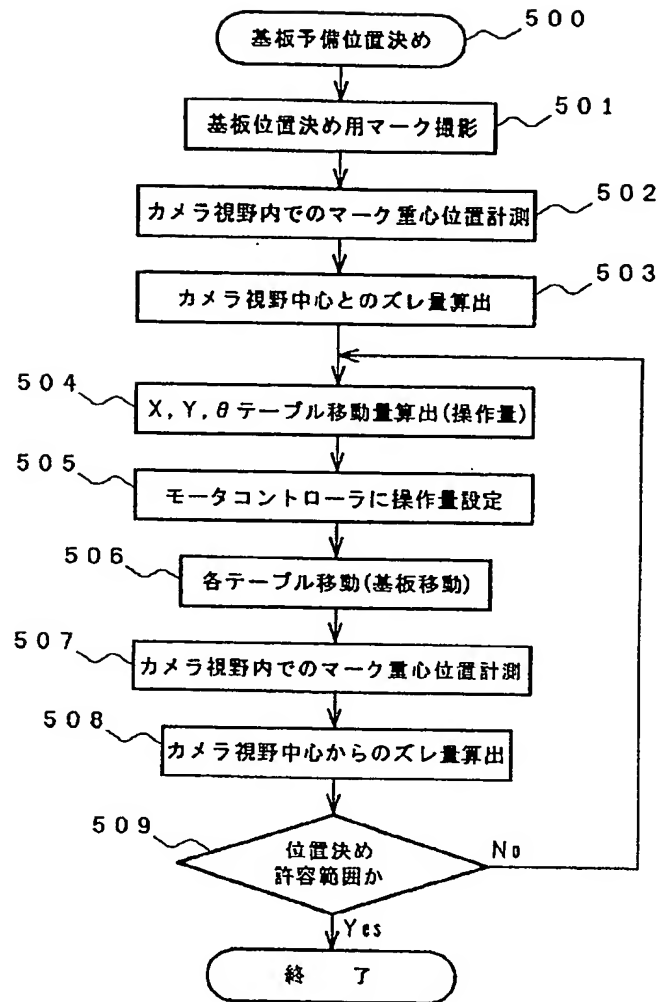 基板予備位置決め
500
基板位置決め用マーク撮影
501
カメラ視野内でのマーク重心位置計測
502
カメラ視野中心とのズレ量算出
503
504
X,Y,θテーブル移動量算出(操作量)
505
モータコントローラに操作量設定
506
各テーブル移動(基板移動)
507
カメラ視野内でのマーク重心位置計測
508
カメラ視野中心からのズレ量算出
509
位置決め
許容範囲か
No
Yes
終 了